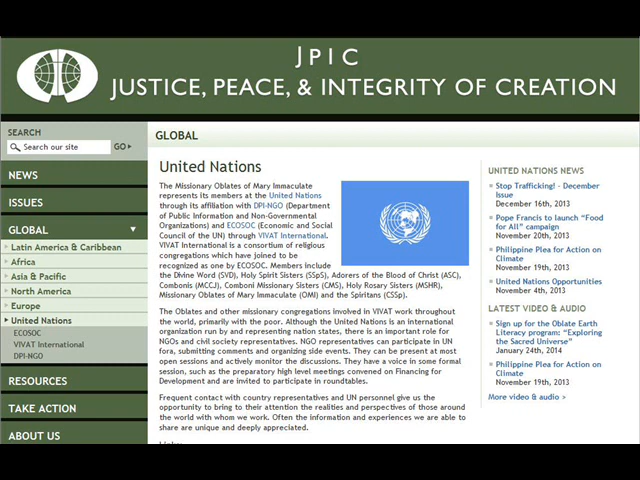 JPIC
JUSTICE, PEACE, & INTEGRITY OF CREATION
SEARCH
Search our site
GO
NEWS
ISSUES
GLOBAL
Latin America & Caribbean
Africa
Asia & Pacific
North America
Europe
United Nations
ECOSOC
VIVAT International
DPI-NGO
RESOURCES
TAKE ACTION
ABOUT US
GLOBAL
United Nations
The Missionary Oblates of Mary Immaculate
represents its members at the United Nations
through its affiliation with DPI-NGO (Department
of Public Information and Non-Governmental
Organizations) and ECOSOC (Economic and Social
Council of the UN) through VIVAT International.
VIVAT International is a consortium of religious
congregations which have joined to be
recognized as one by ECOSOC. Members include
the Divine Word (SVD), Holy Spirit Sisters (SSpS), Adorers of the Blood of Christ (ASC),
Combonis (MCCJ), Comboni Missionary Sisters (CMS), Holy Rosary Sisters (MSHR),
Missionary Oblates of Mary Immaculate (OMI) and the Spiritans (CSSp).
The Oblates and other missionary congregations involved in VIVAT work throughout
the world, primarily with the poor. Although the United Nations is an international
organization run by and representing nation states, there is an important role for
NGOs and civil society representatives. NGO representatives can participate in UN
fora, submitting comments and organizing side events. They can be present at most
open sessions and actively monitor the discussions. They have a voice in some formal
session, such as the preparatory high level meetings convened on Financing for
Development and are invited to participate in roundtables.
Frequent contact with country representatives and UN personnel give us the
opportunity to bring to their attention the realities and perspectives of those around
the world with whom we work. Often the information and experiences we are able to
share are unique and deeply appreciated.
UNITED NATIONS NEWS
Stop Trafficking! - December
Issue
December 16th, 2013
Pope Francis to launch “Food
for All” campaign
November 20th, 2013
Philippine Plea for Action on
Climate
November 19th, 2013
United Nations Opportunities
November 4th, 2013
LATEST VIDEO & AUDIO
Sign up for the Oblate Earth
Literacy program: “Exploring
the Sacred Universe”
January 24th, 2014
Philippine Plea for Action on
Climate
November 19th, 2013
More video & audio >